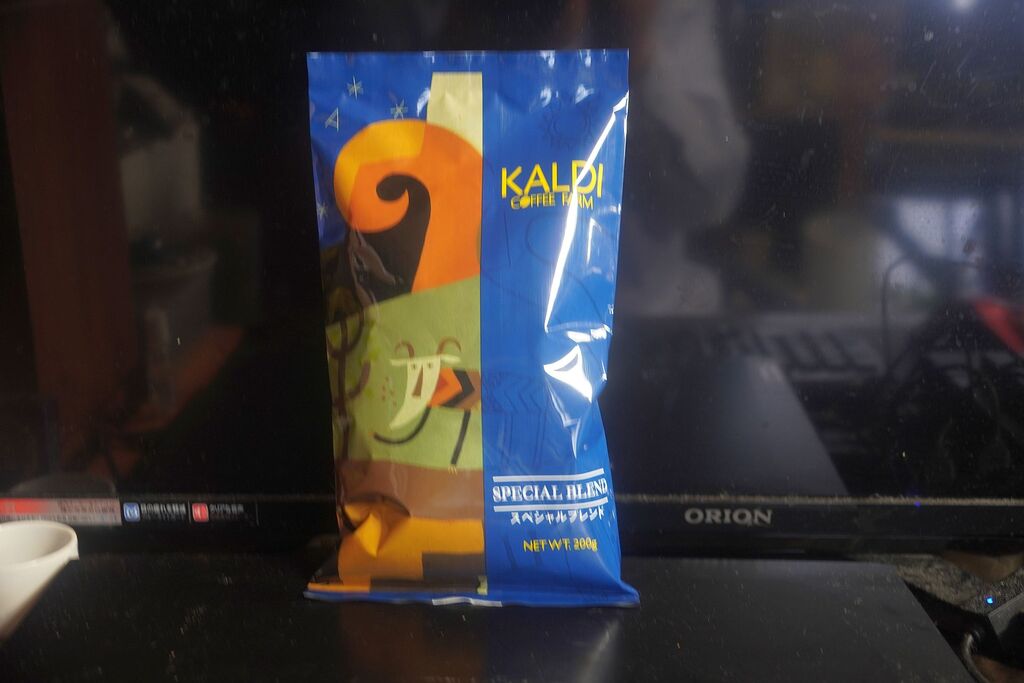 KALDI
COFFEE FARM
SPECIAL BLEND
スペシャルブレンド
NET WT. 200g
ORION